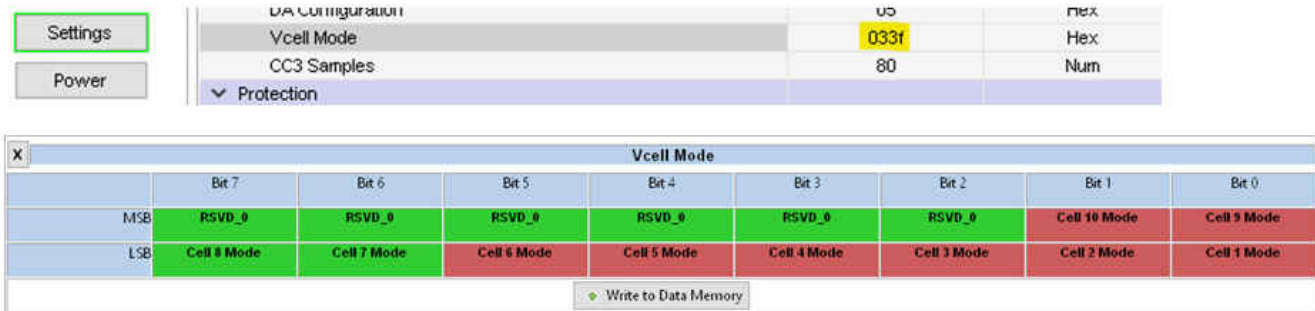 DA Configuration 05 Hex
Settings
Vcell Mode 033f Hex
CC3 Samples 80 Num
Power
Protection
X Vcell Mode
Bit 7 Bit 6 Bit 5 Bit 4 Bit 3 Bit 2 Bit 1 Bit 0
MSB RSVD_0 RSVD_0 RSVD_0 RSVD_0 RSVD_0 RSVD_0 Cell 10 Mode Cell 9 Mode
LSB Cell 8 Mode Cell 7 Mode Cell 6 Mode Cell 5 Mode Cell 4 Mode Cell 3 Mode Cell 2 Mode Cell 1 Mode
Write to Data Memory